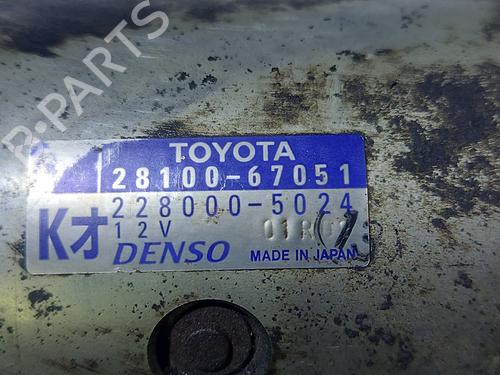 B-PARTS
TOYOTA
28100-67051
Kオ 228000-5024
12V
DENSO MADE IN JAPAN